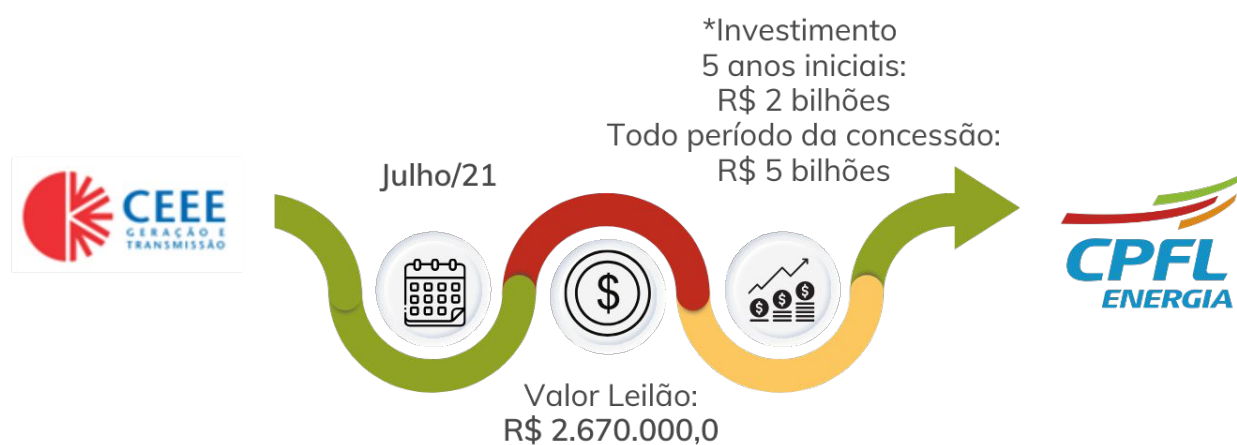 CEEE
GERAÇÃO E
TRANSMISSÃO
Julho/21
Valor Leilão:
R$ 2.670.000,0
*Investimento
5 anos iniciais:
R$ 2 bilhões
Todo período da concessão:
R$ 5 bilhões
CPFL
ENERGIA